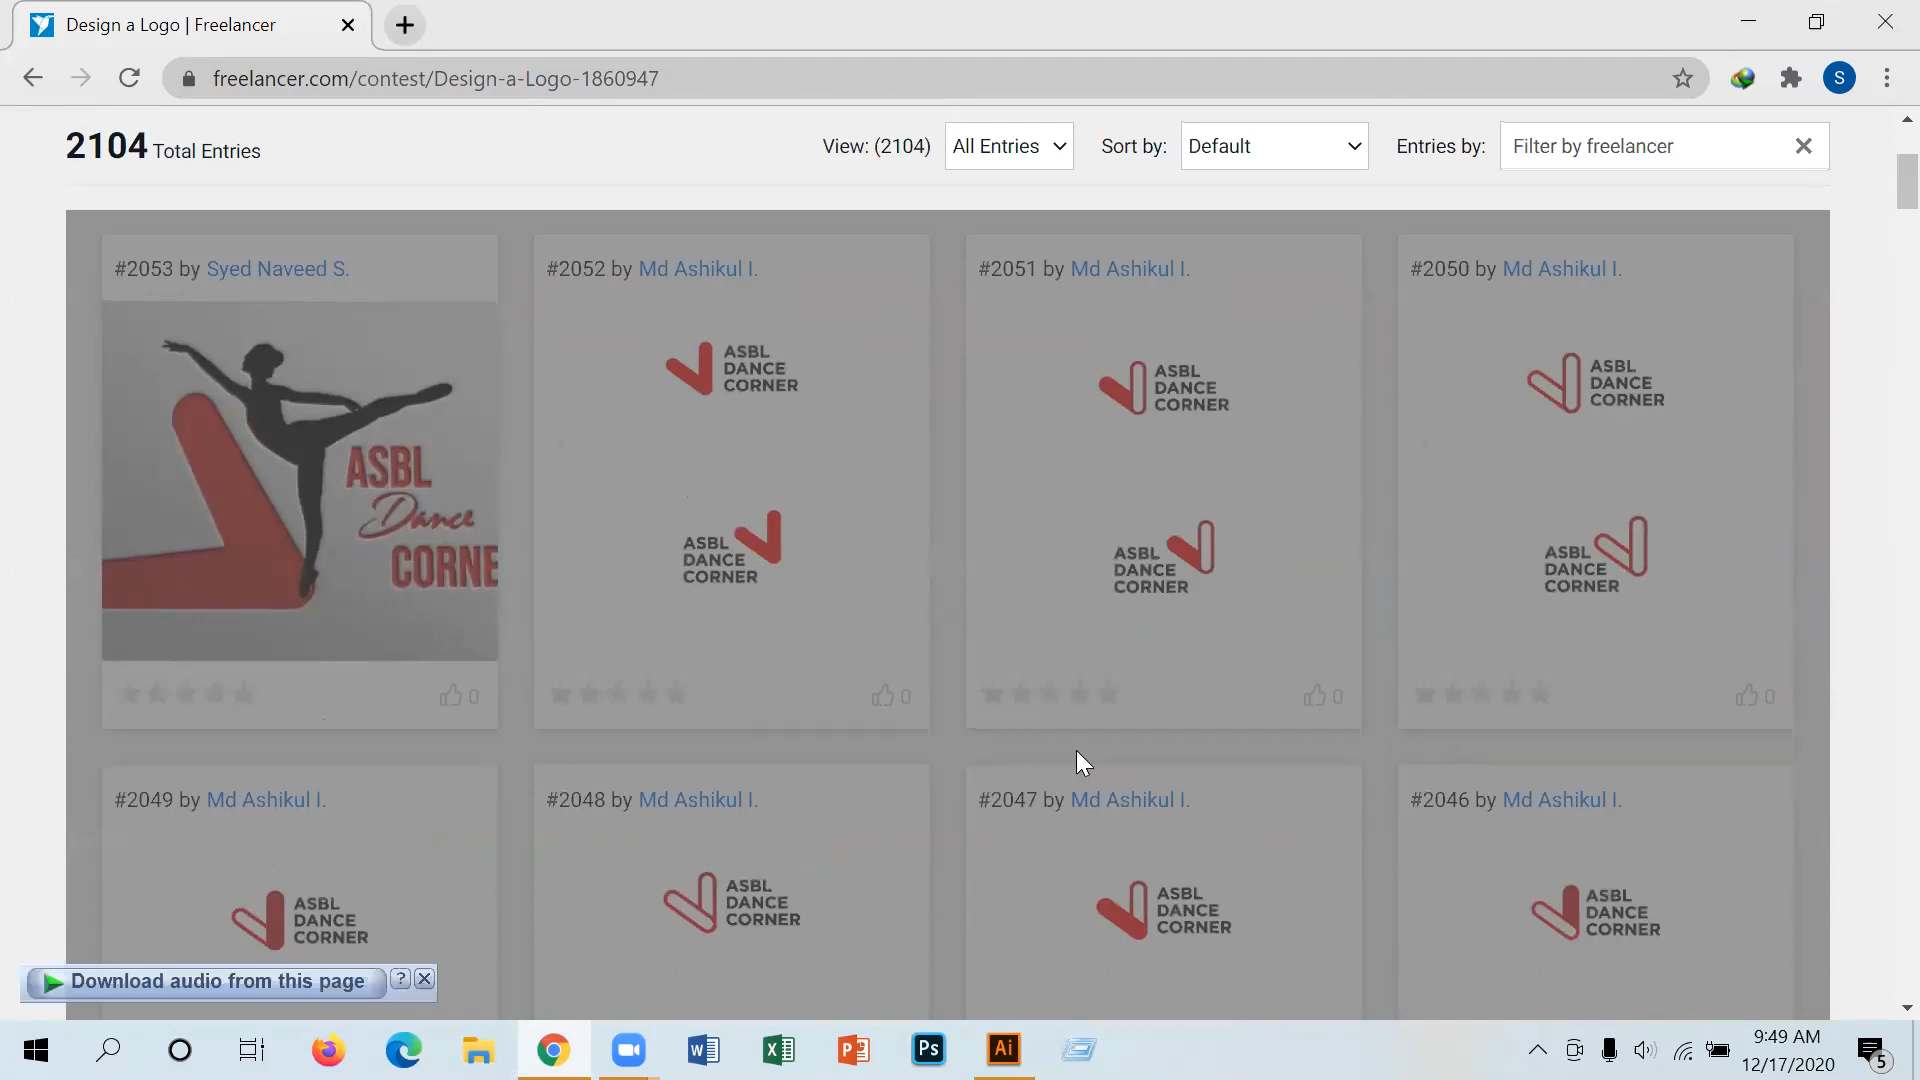 Design a Logo | Freelancer
freelancer.com/contest/Design-a-Logo-1860947
S
2104 Total Entries
View: (2104) All Entries Sort by: Default Entries by: Filter by freelancer
#2053 by Syed Naveed S.
ASBL
Dance
CORNE
0
#2052 by Md Ashikul I.
ASBL
DANCE
CORNER
ASBL
DANCE
CORNER
0
#2051 by Md Ashikul I.
ASBL
DANCE
CORNER
ASBL
DANCE
CORNER
0
#2050 by Md Ashikul I.
ASBL
DANCE
CORNER
ASBL
DANCE
CORNER
0
#2049 by Md Ashikul I.
ASBL
DANCE
CORNER
#2048 by Md Ashikul I.
ASBL
DANCE
CORNER
#2047 by Md Ashikul I.
ASBL
DANCE
CORNER
#2046 by Md Ashikul I.
ASBL
DANCE
CORNER
Download audio from this page ?
W
X
P
Ps
Ai
9:49 AM
12/17/2020
5